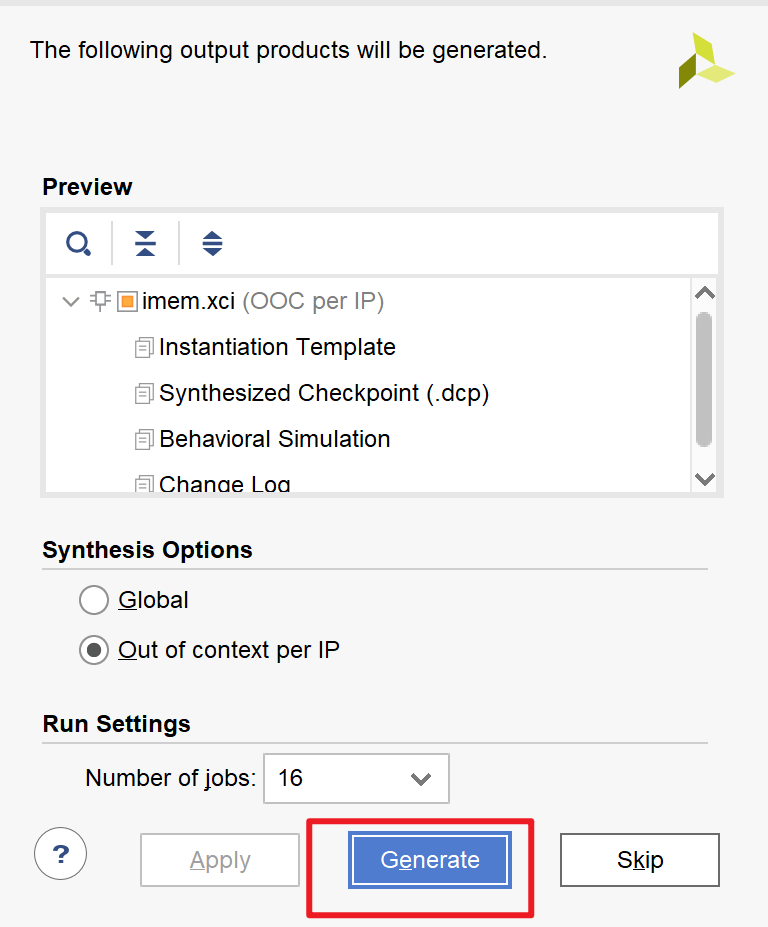 The following output products will be generated.
Preview
imem.xci (OOC per IP)
Instantiation Template
Synthesized Checkpoint (.dcp)
Behavioral Simulation
Change Log
Synthesis Options
Global
Out of context per IP
Run Settings
Number of jobs: 16
? Apply Generate Skip